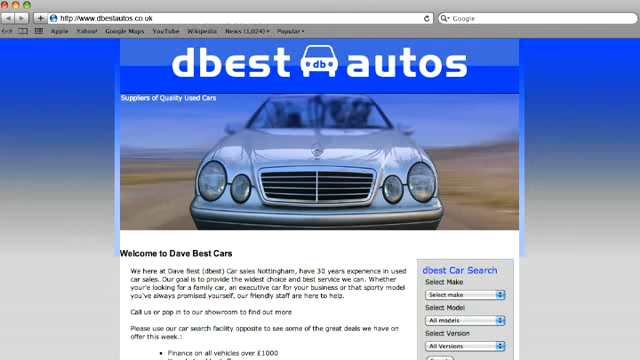 http://www.dbestautos.co.uk
Google
Apple Yahoo! Google Maps YouTube Wikipedia News (1,024) Popular
dbest db autos
Suppliers of Quality Used Cars
Welcome to Dave Best Cars
We here at Dave Best (dbest) Car sales Nottingham, have 30 years experience in used
car sales. Our goal is to provide the widest choice and best service we can. Whether
your'e looking for a family car, an executive car for your business or that sporty model
you've always promised yourself, our friendly staff are here to help.
Call us or pop in to our showroom to find out more
Please use our car search facility opposite to see some of the great deals we have on
offer this week.:
• Finance on all vehicles over £1000
dbest Car Search
Select Make
Select make
Select Model
All models
Select Version
All Versions